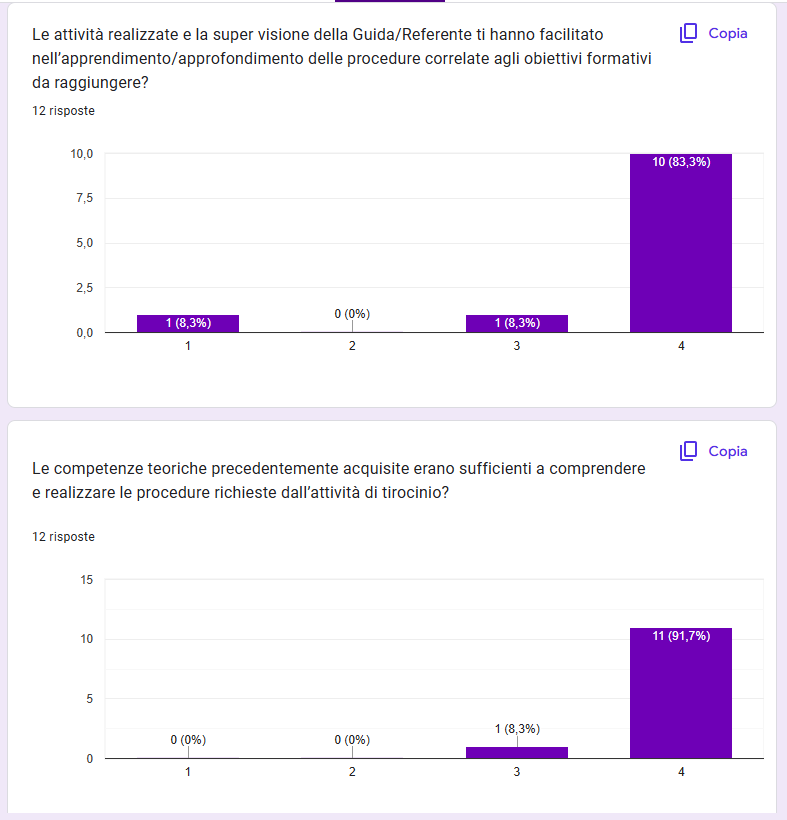 Le attività realizzate e la super visione della Guida/Referente ti hanno facilitato
nell’apprendimento/approfondimento delle procedure correlate agli obiettivi formativi
da raggiungere?
Copia
12 risposte
10,0
7,5
5,0
2,5
0,0
1 (8,3%)
0 (0%)
1 (8,3%)
10 (83,3%)
1
2
3
4
Copia
Le competenze teoriche precedentemente acquisite erano sufficienti a comprendere
e realizzare le procedure richieste dall’attività di tirocinio?
12 risposte
15
10
5
0
0 (0%)
0 (0%)
1 (8,3%)
11 (91,7%)
1
2
3
4